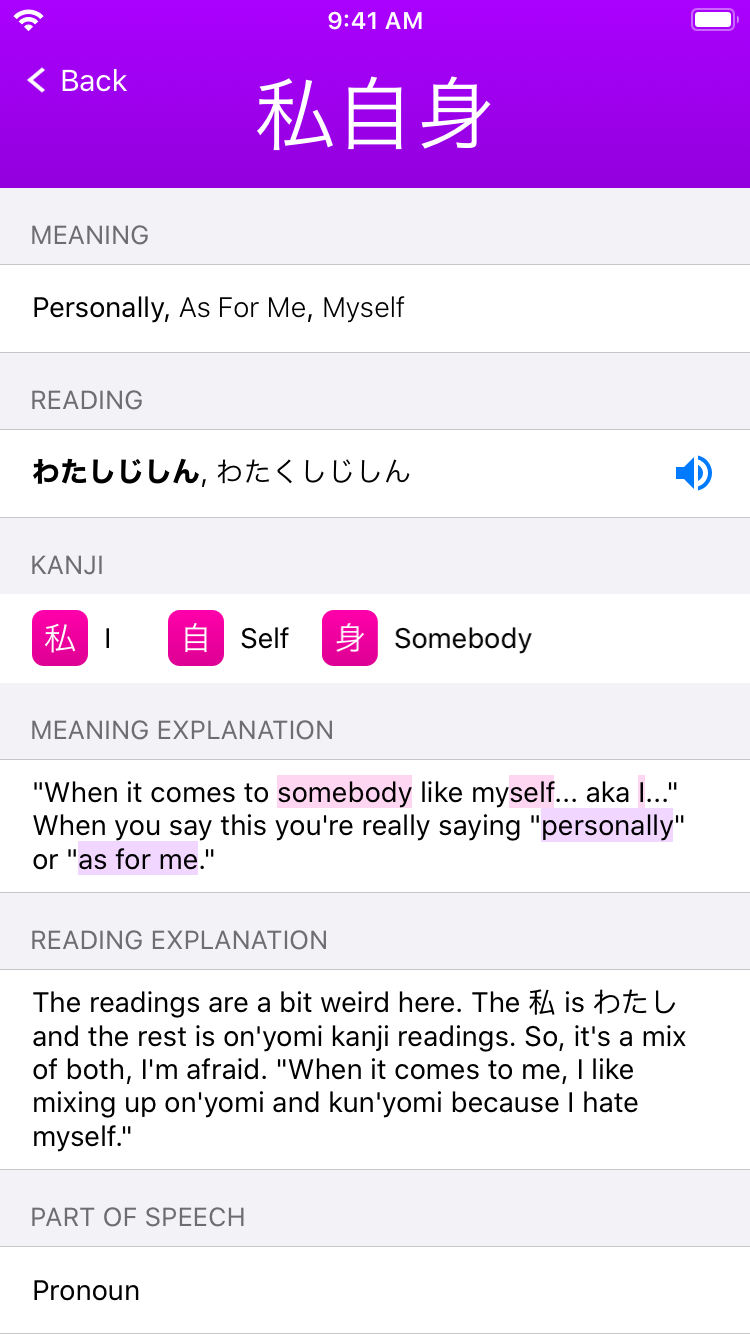 9:41 AM
Back
私自身
MEANING
Personally, As For Me, Myself
READING
わたしじしん, わたくしじしん
KANJI
私 I 自 Self 身 Somebody
MEANING EXPLANATION
"When it comes to somebody like myself... aka I..."
When you say this you're really saying "personally"
or "as for me."
READING EXPLANATION
The readings are a bit weird here. The 私 is わたし
and the rest is on'yomi kanji readings. So, it's a mix
of both, I'm afraid. "When it comes to me, I like
mixing up on'yomi and kun'yomi because I hate
myself."
PART OF SPEECH
Pronoun